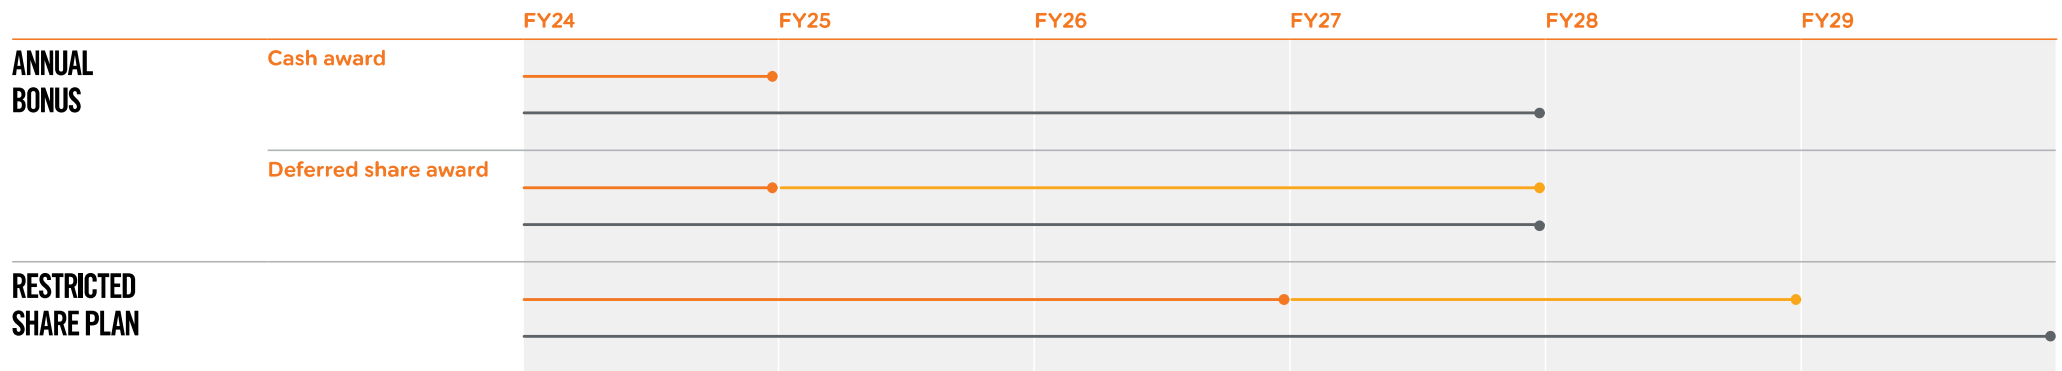 FY24 FY25 FY26 FY27 FY28 FY29
ANNUAL
BONUS
Cash award
Deferred share award
RESTRICTED
SHARE PLAN